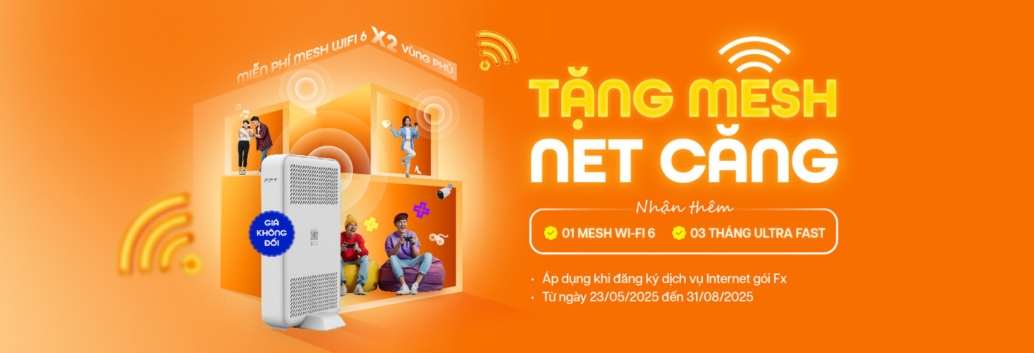 MIỄN PHÍ MESH WIFI 6 X2 VÙNG PHỦ
FPT
GIÁ
KHÔNG
ĐỔI
TẶNG MESH
NET CĂNG
Nhận thêm
01 MESH WI-FI 6 03 THÁNG ULTRA FAST
• Áp dụng khi đăng ký dịch vụ Internet gói Fx
• Từ ngày 23/05/2025 đến 31/08/2025